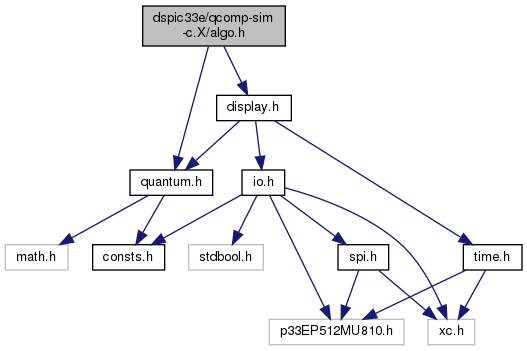 dspic33e/qcomp-sim
-c.X/algo.h
display.h
quantum.h
io.h
math.h
consts.h
stdbool.h
spi.h
time.h
p33EP512MU810.h
xc.h